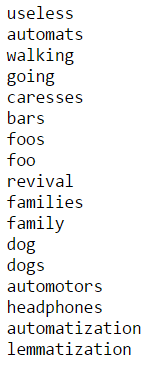 useless
automats
walking
going
caresses
bars
foos
foo
revival
families
family
dog
dogs
automotors
headphones
automatization
lemmatization